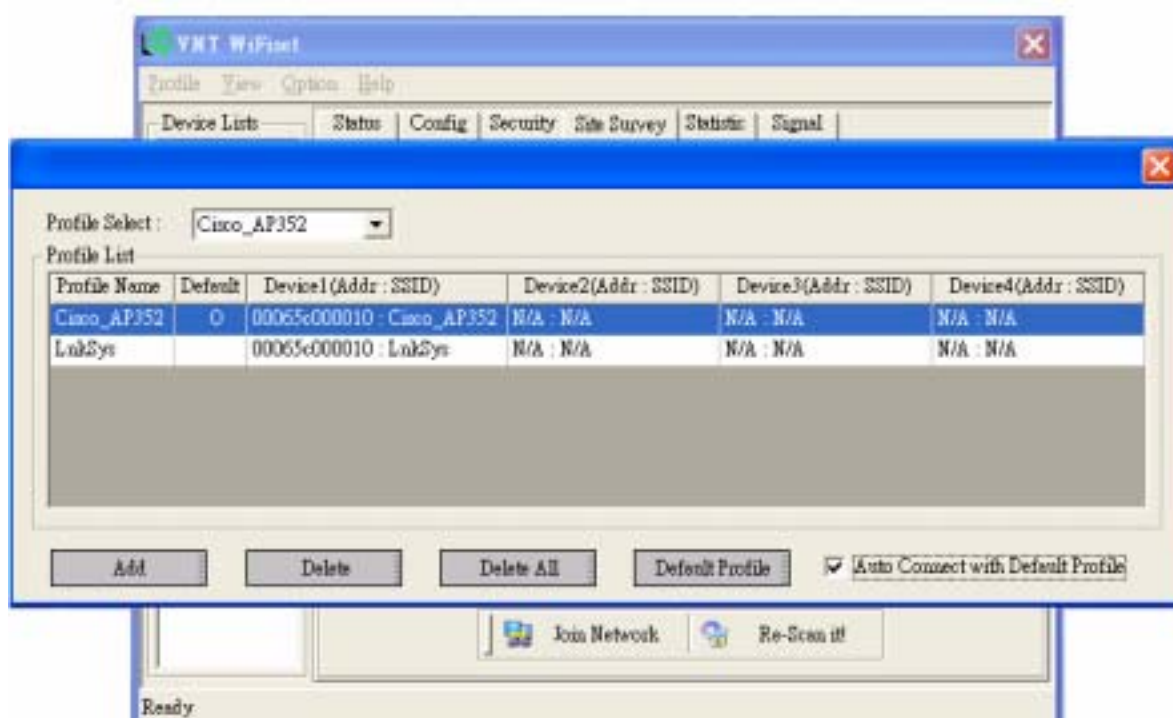 VNT WiFinet
Profile View Option Help
Device Lists Status Config Security Site Survey Statistic Signal
Profile Select : Cisco_AP352
Profile List
Profile Name Default Device1(Addr : SSID) Device2(Addr : SSID) Device3(Addr : SSID) Device4(Addr : SSID)
Cisco_AP352 O 00065c000010 : Cisco_AP352 N/A : N/A N/A : N/A N/A : N/A
LnkSys 00065c000010 : LnkSys N/A : N/A N/A : N/A N/A : N/A
Add Delete Delete All Default Profile Auto Connect with Default Profile
Join Network Re-Scan it!
Ready